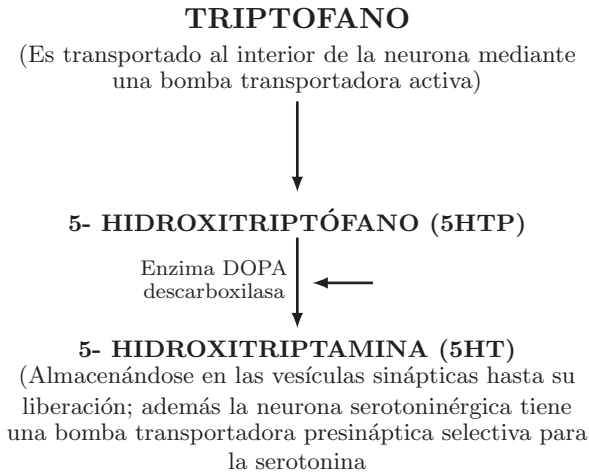 TRIPTOFANO
(Es transportado al interior de la neurona mediante
una bomba transportadora activa)
5- HIDROXITRIPTÓFANO (5HTP)
Enzima DOPA
descarboxilasa
5- HIDROXITRIPTAMINA (5HT)
(Almacenándose en las vesículas sinápticas hasta su
liberación; además la neurona serotoninérgica tiene
una bomba transportadora presináptica selectiva para
la serotonina